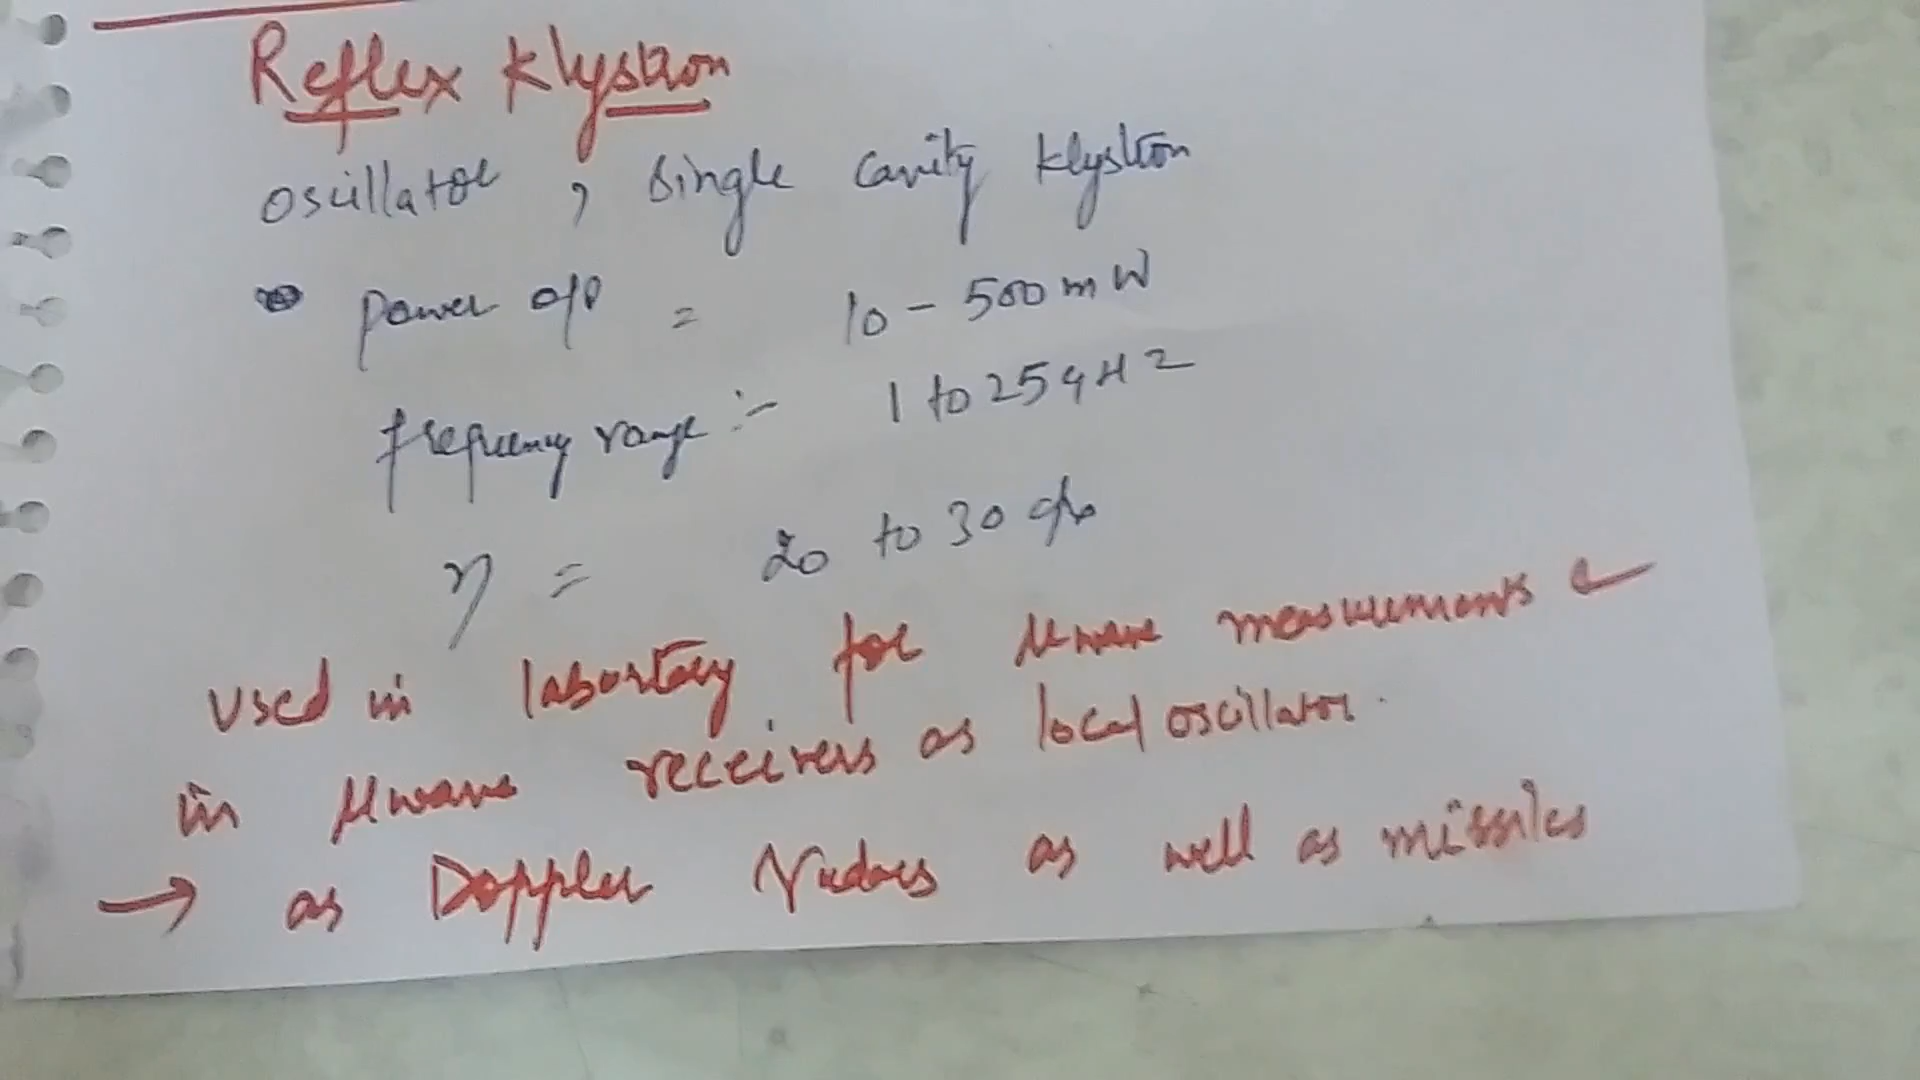 Reflex Klystron
oscillator , single cavity klystron
power o/p = 10 - 500 mW
frequency range :- 1 to 25 GHz
η = 20 to 30 %
used in laboratory for μwave measurements &
in μwave receivers as local oscillator.
→ as Doppler radars as well as missiles